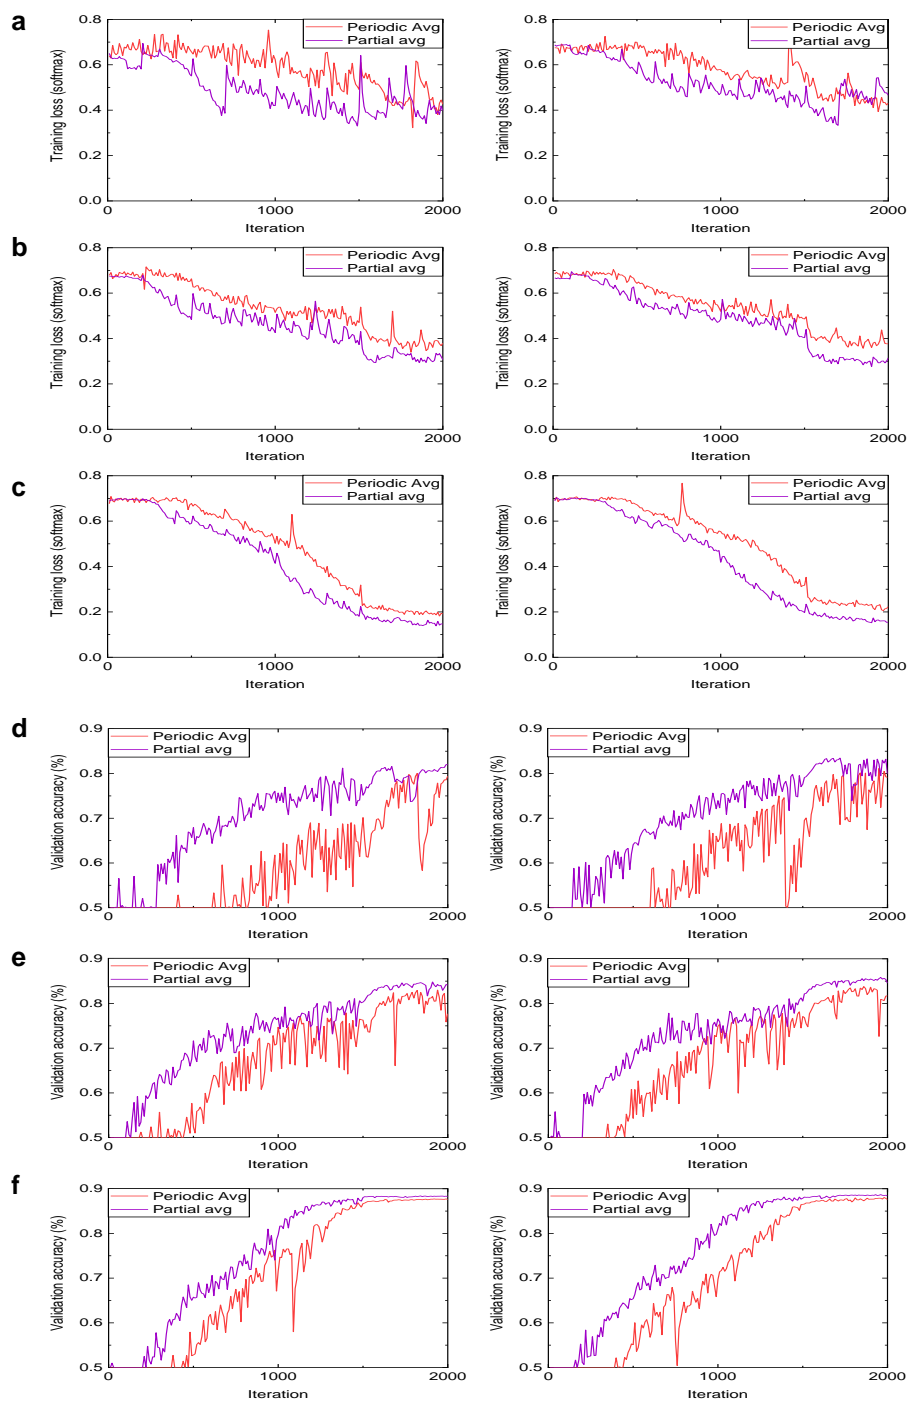 a
0.8
0.6
0.4
0.2
0.0
0
1000
2000
Training loss (softmax)
Iteration
Periodic Avg
Partial avg
0.8
0.6
0.4
0.2
0.0
0
1000
2000
Training loss (softmax)
Iteration
Periodic Avg
Partial avg
b
0.8
0.6
0.4
0.2
0.0
0
1000
2000
Training loss (softmax)
Iteration
Periodic Avg
Partial avg
0.8
0.6
0.4
0.2
0.0
0
1000
2000
Training loss (softmax)
Iteration
Periodic Avg
Partial avg
c
0.8
0.6
0.4
0.2
0.0
0
1000
2000
Training loss (softmax)
Iteration
Periodic Avg
Partial avg
0.8
0.6
0.4
0.2
0.0
0
1000
2000
Training loss (softmax)
Iteration
Periodic Avg
Partial avg
d
0.9
0.8
0.7
0.6
0.5
0
1000
2000
Validation accuracy (%)
Iteration
Periodic Avg
Partial avg
0.9
0.8
0.7
0.6
0.5
0
1000
2000
Validation accuracy (%)
Iteration
Periodic Avg
Partial avg
e
0.9
0.8
0.7
0.6
0.5
0
1000
2000
Validation accuracy (%)
Iteration
Periodic Avg
Partial avg
0.9
0.8
0.7
0.6
0.5
0
1000
2000
Validation accuracy (%)
Iteration
Periodic Avg
Partial avg
f
0.9
0.8
0.7
0.6
0.5
0
1000
2000
Validation accuracy (%)
Iteration
Periodic Avg
Partial avg
0.9
0.8
0.7
0.6
0.5
0
1000
2000
Validation accuracy (%)
Iteration
Periodic Avg
Partial avg